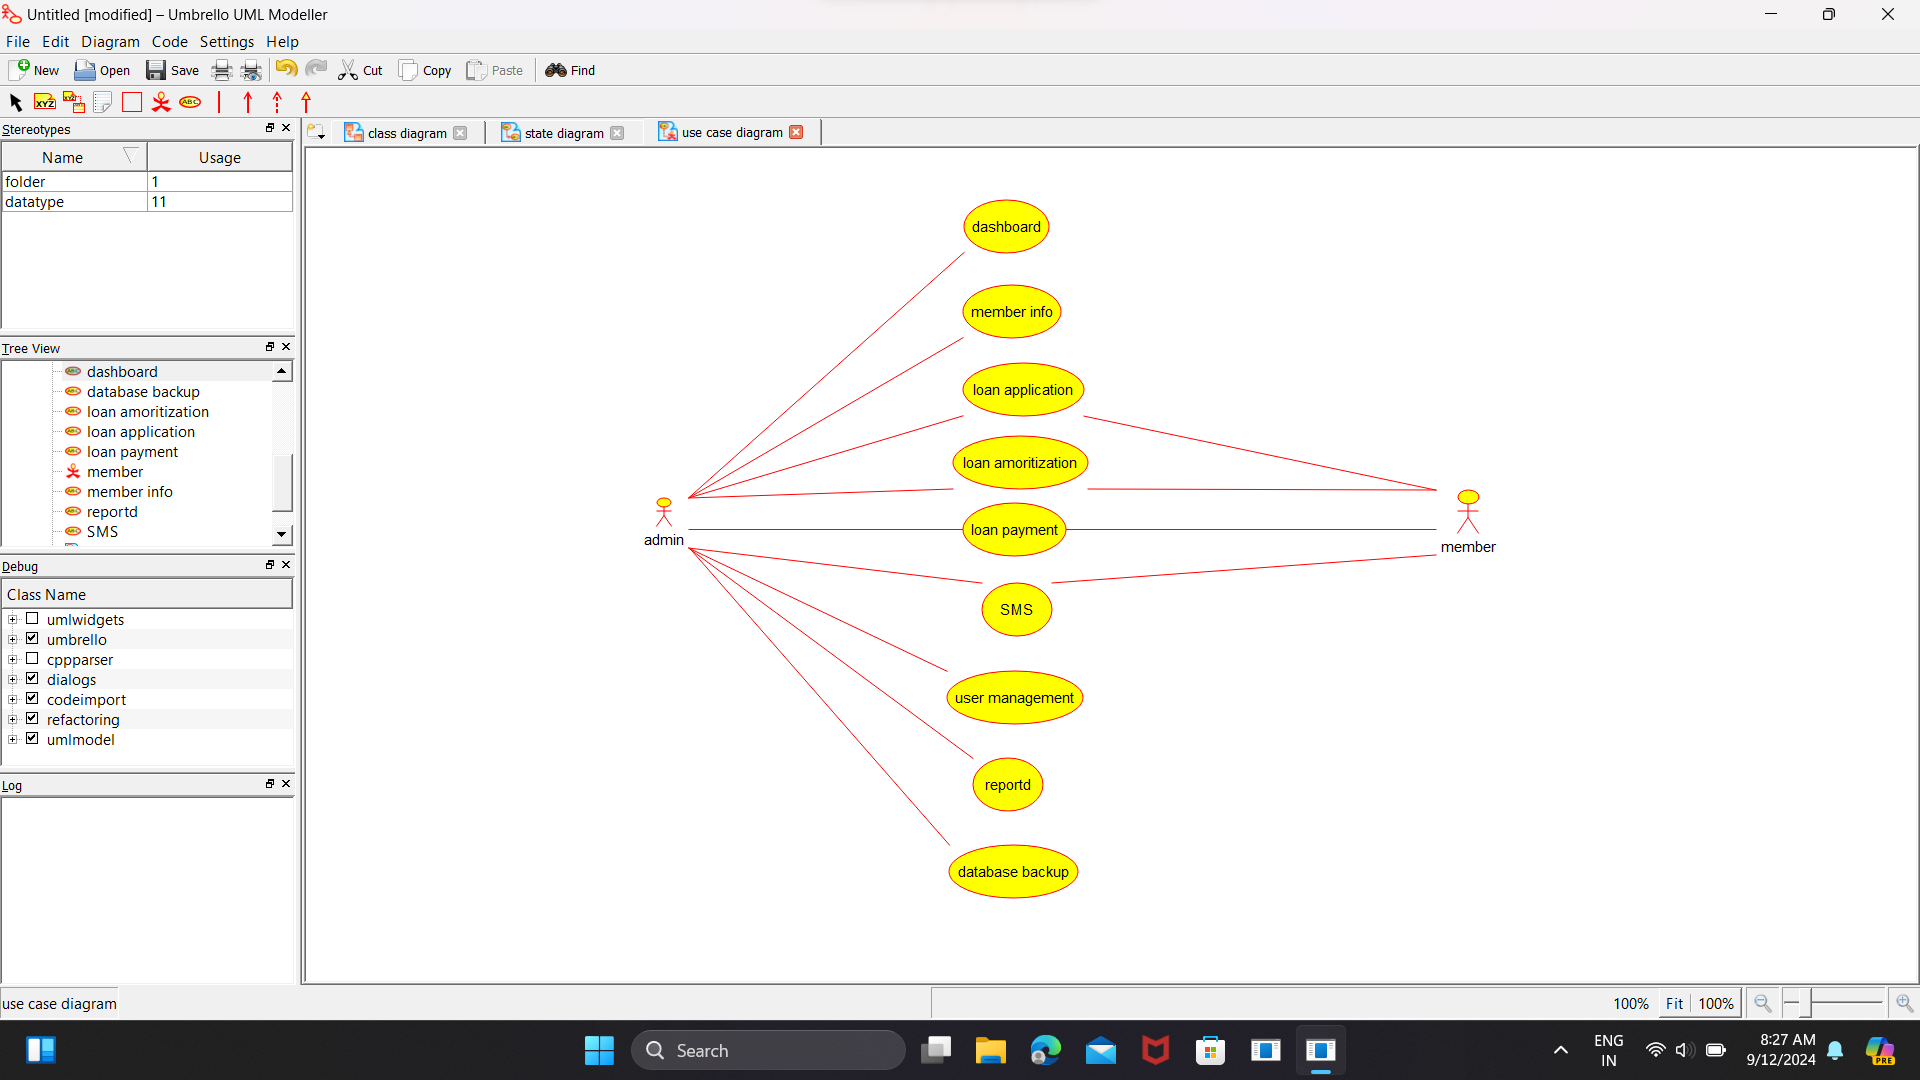 Untitled [modified] – Umbrello UML Modeller
File Edit Diagram Code Settings Help
New Open Save Cut Copy Paste Find
XYZ XYZ ABC
Stereotypes
Name Usage
folder 1
datatype 11
Tree View
dashboard
database backup
loan amoritization
loan application
loan payment
member
member info
reportd
SMS
Debug
Class Name
umlwidgets
umbrello
cppparser
dialogs
codeimport
refactoring
umlmodel
Log
class diagram state diagram use case diagram
dashboard
member info
loan application
loan amoritization
loan payment
admin
member
SMS
user management
reportd
database backup
use case diagram 100% Fit 100%
Search
ENG
IN
8:27 AM
9/12/2024
PRE